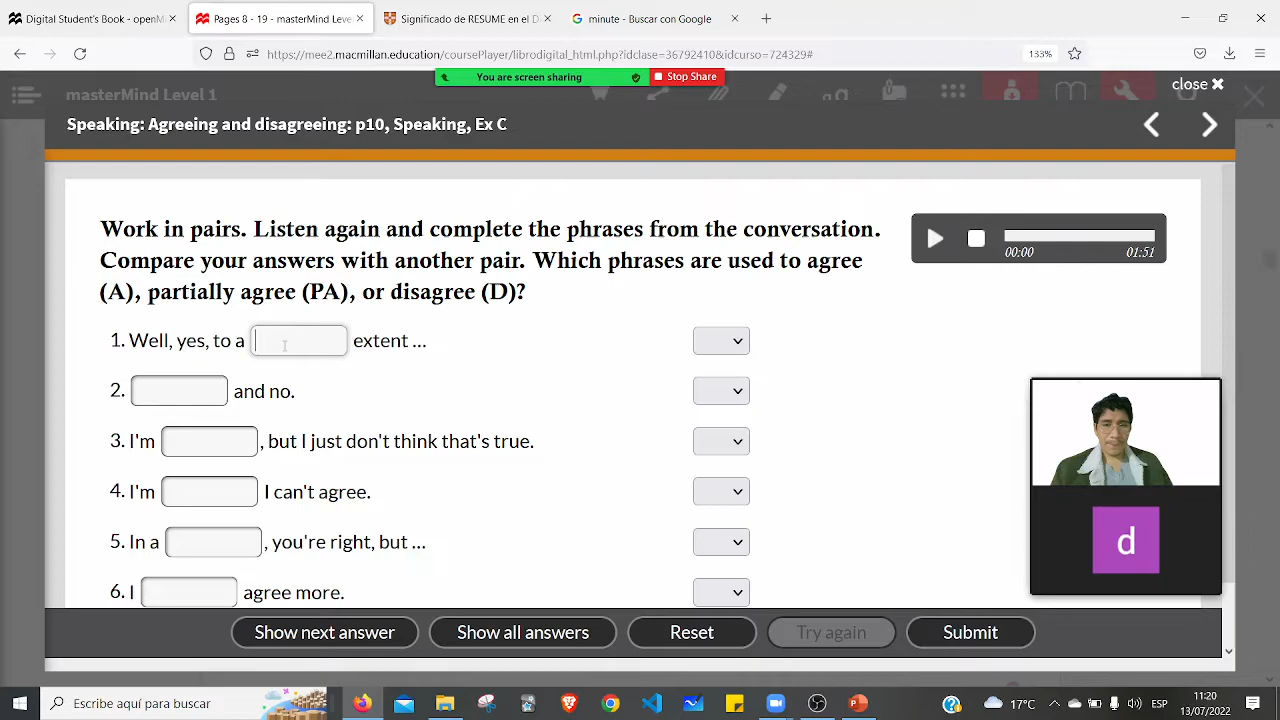 Digital Student's Book - openM
Pages 8 - 19 - masterMind Leve
Significado de RESUME en el D
minute - Buscar con Google
https://mee2.macmillan.education/coursePlayer/librodigital_html.php?idclase=36792410&idcurso=724329#
133%
You are screen sharing
Stop Share
masterMind Level 1
close
Speaking: Agreeing and disagreeing: p10, Speaking, Ex C
Work in pairs. Listen again and complete the phrases from the conversation.
Compare your answers with another pair. Which phrases are used to agree
(A), partially agree (PA), or disagree (D)?
00:00
01:51
1. Well, yes, to a extent ...
2. and no.
3. I'm , but I just don't think that's true.
4. I'm I can't agree.
5. In a , you're right, but ...
6. I agree more.
d
Show next answer
Show all answers
Reset
Try again
Submit
Escribe aquí para buscar
17°C
ESP
11:20
13/07/2022